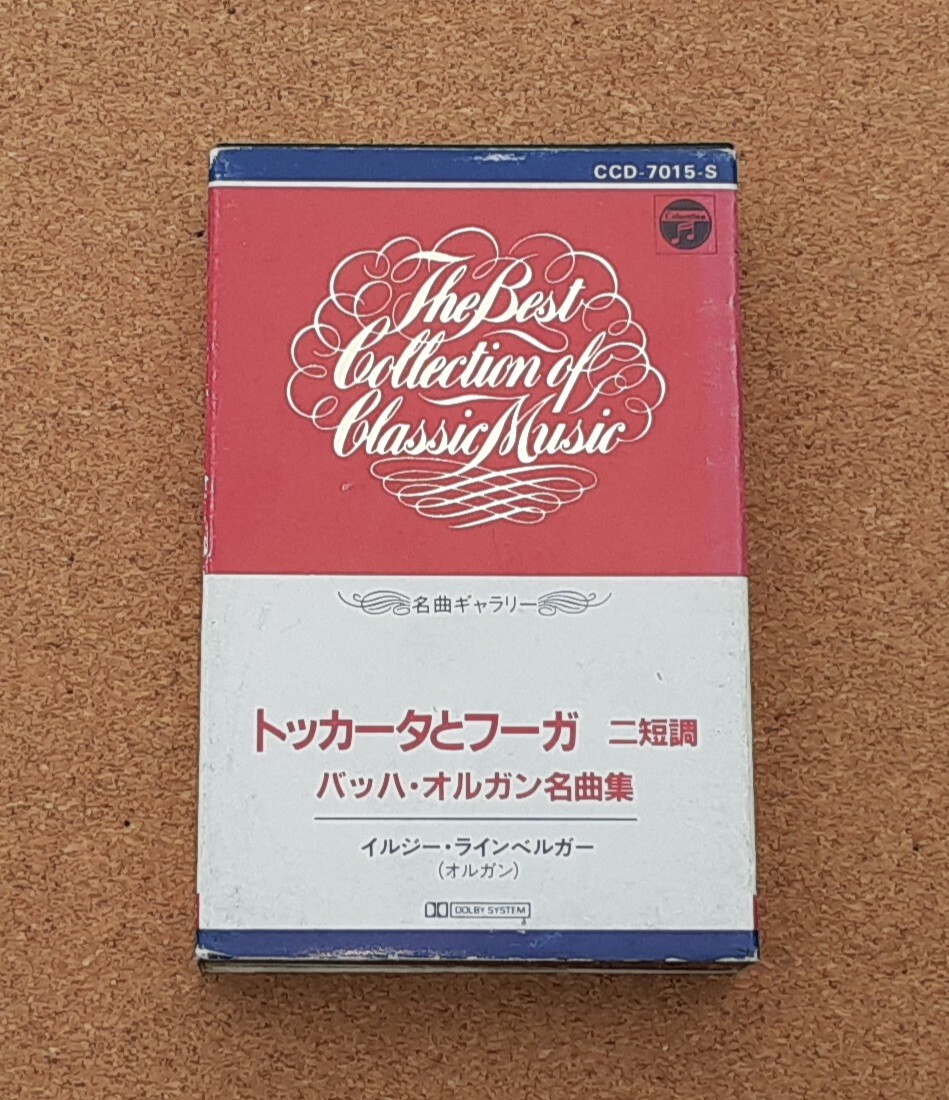 CCD-7015-S
Columbia
The Best
Collection of
Classic Music
名曲ギャラリー
トッカータとフーガ 二短調
バッハ・オルガン名曲集
イルジー・ラインベルガー
(オルガン)
DOLBY SYSTEM